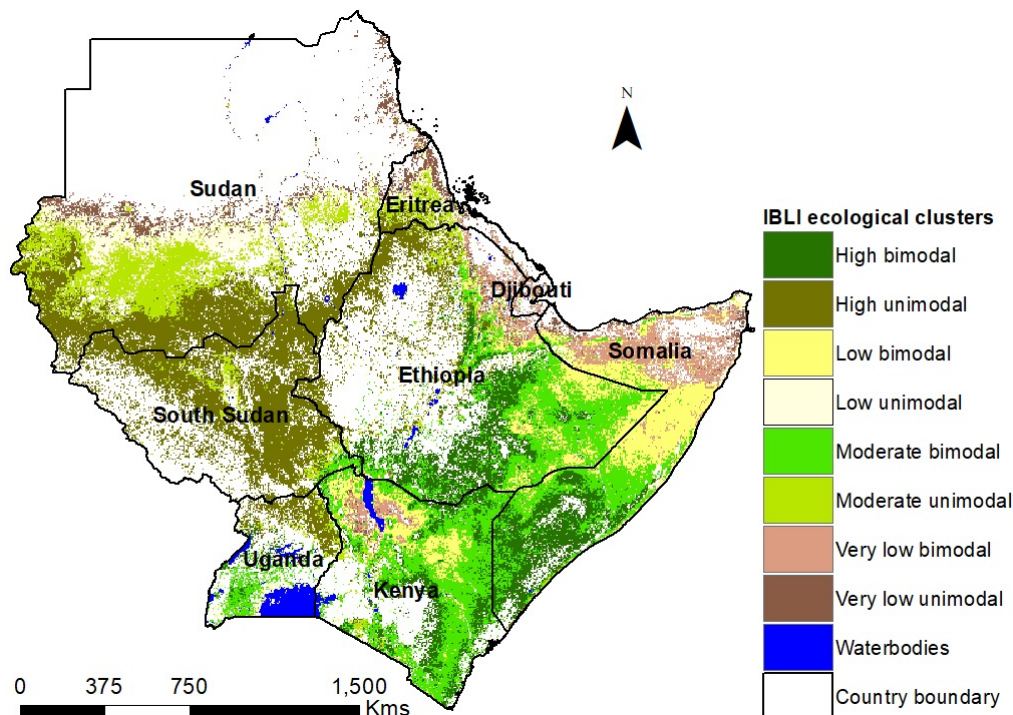 N
Sudan
Eritrea
Djibouti
Somalia
Ethiopia
South Sudan
Uganda
Kenya
0 375 750 1,500
Kms
IBLI ecological clusters
High bimodal
High unimodal
Low bimodal
Low unimodal
Moderate bimodal
Moderate unimodal
Very low bimodal
Very low unimodal
Waterbodies
Country boundary